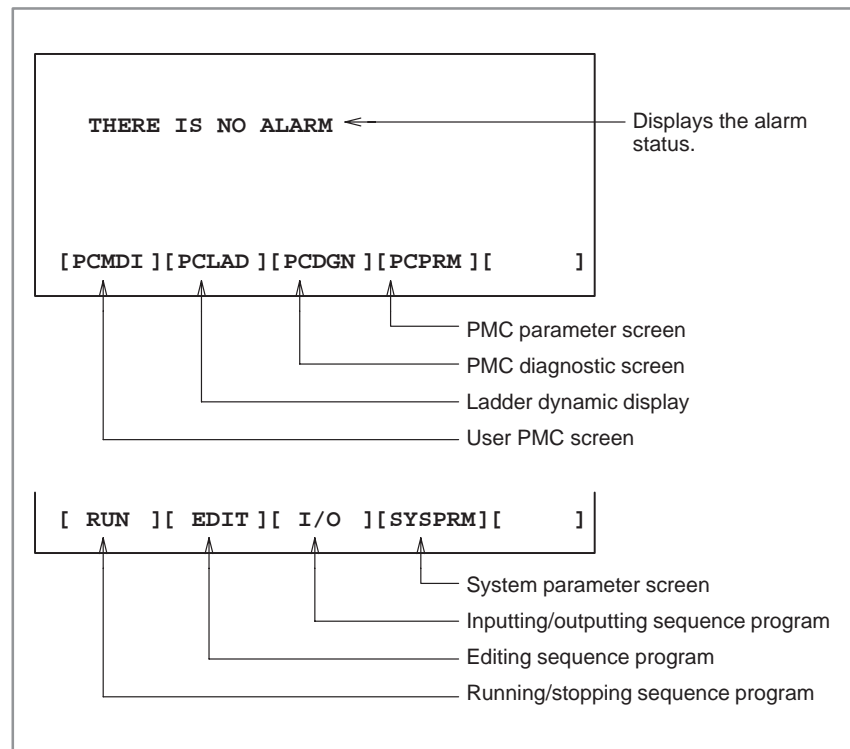 THERE IS NO ALARM
Displays the alarm
status.
[PCMDI ][PCLAD ][PCDGN ][PCPRM ][ ]
PMC parameter screen
PMC diagnostic screen
Ladder dynamic display
User PMC screen
[ RUN ][ EDIT ][ I/O ][SYSPRM][ ]
System parameter screen
Inputting/outputting sequence program
Editing sequence program
Running/stopping sequence program